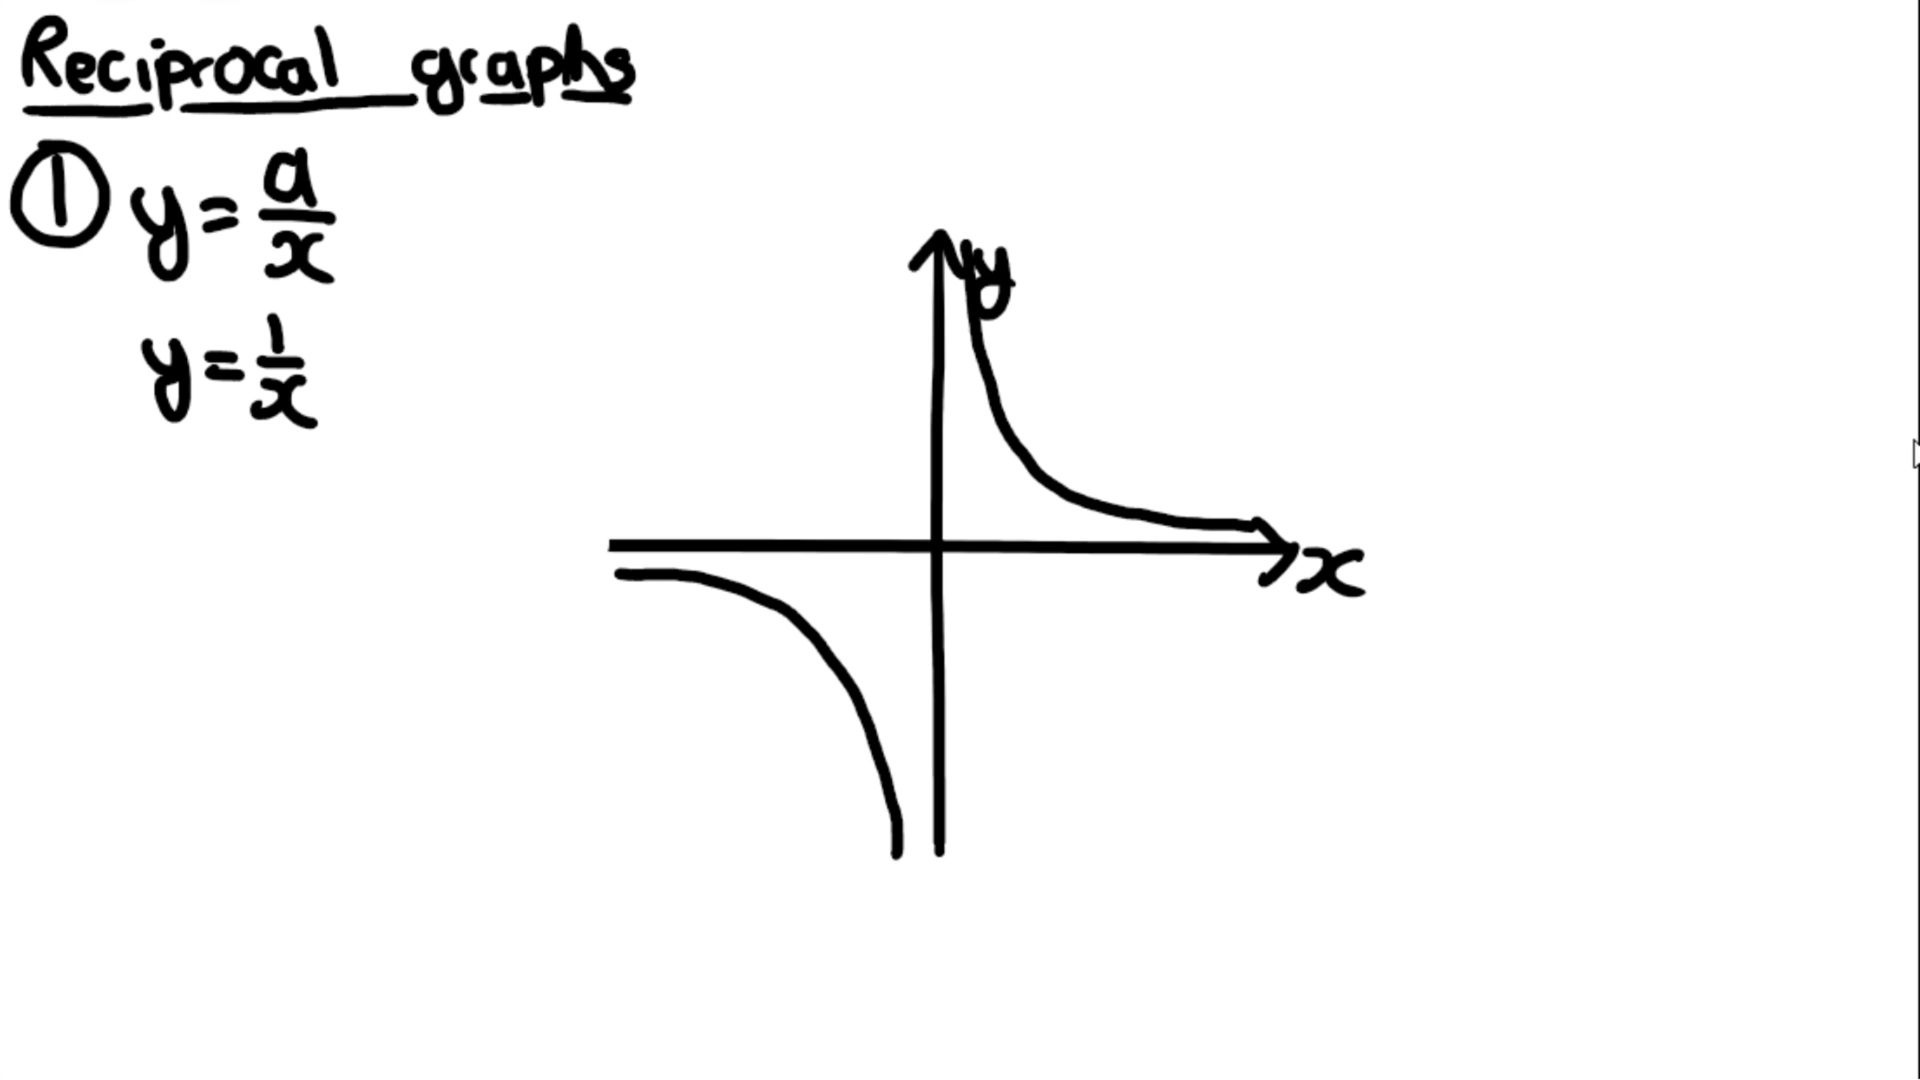 Reciprocal graphs
① y = a/x
y = 1/x
y
x